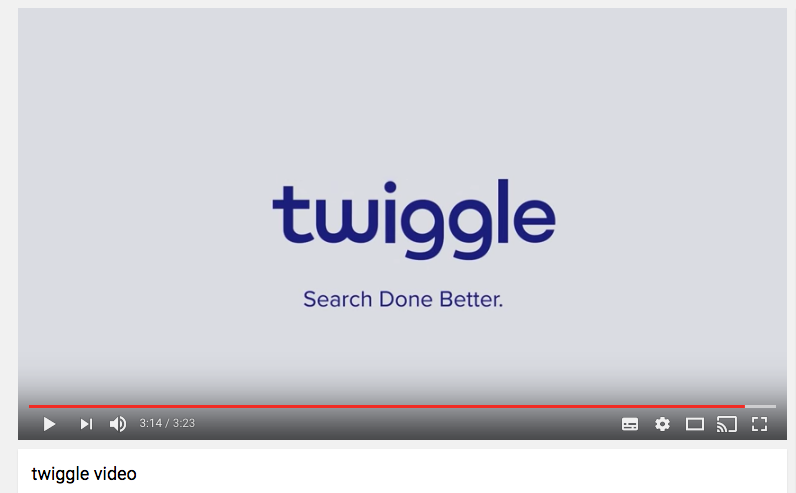 twiggle
Search Done Better.
3:14 / 3:23
twiggle video